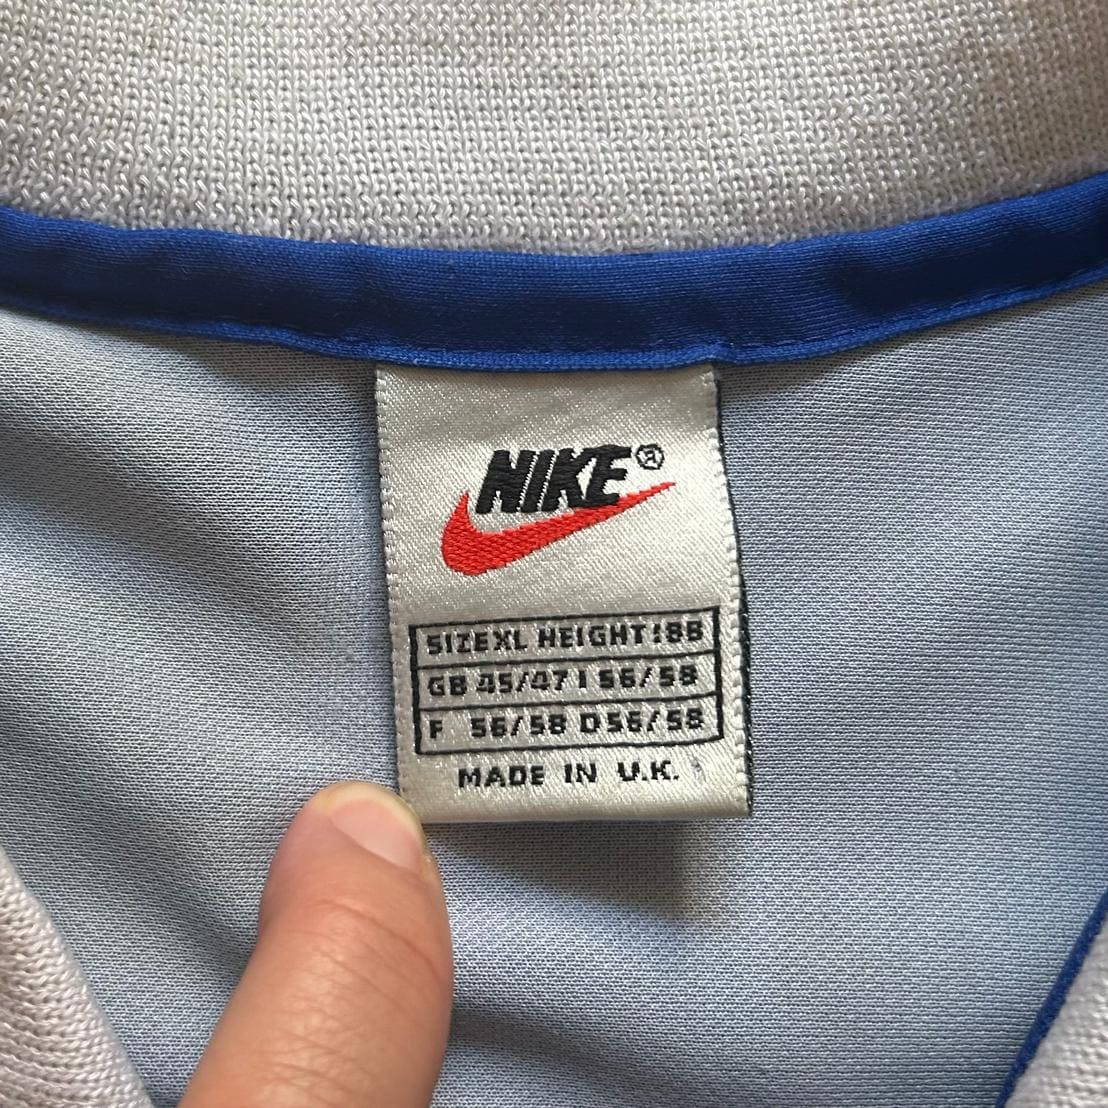 NIKE®
SIZE XL HEIGHT 188
GB 45/47 I 56/58
F 56/58 D 56/58
MADE IN U.K.